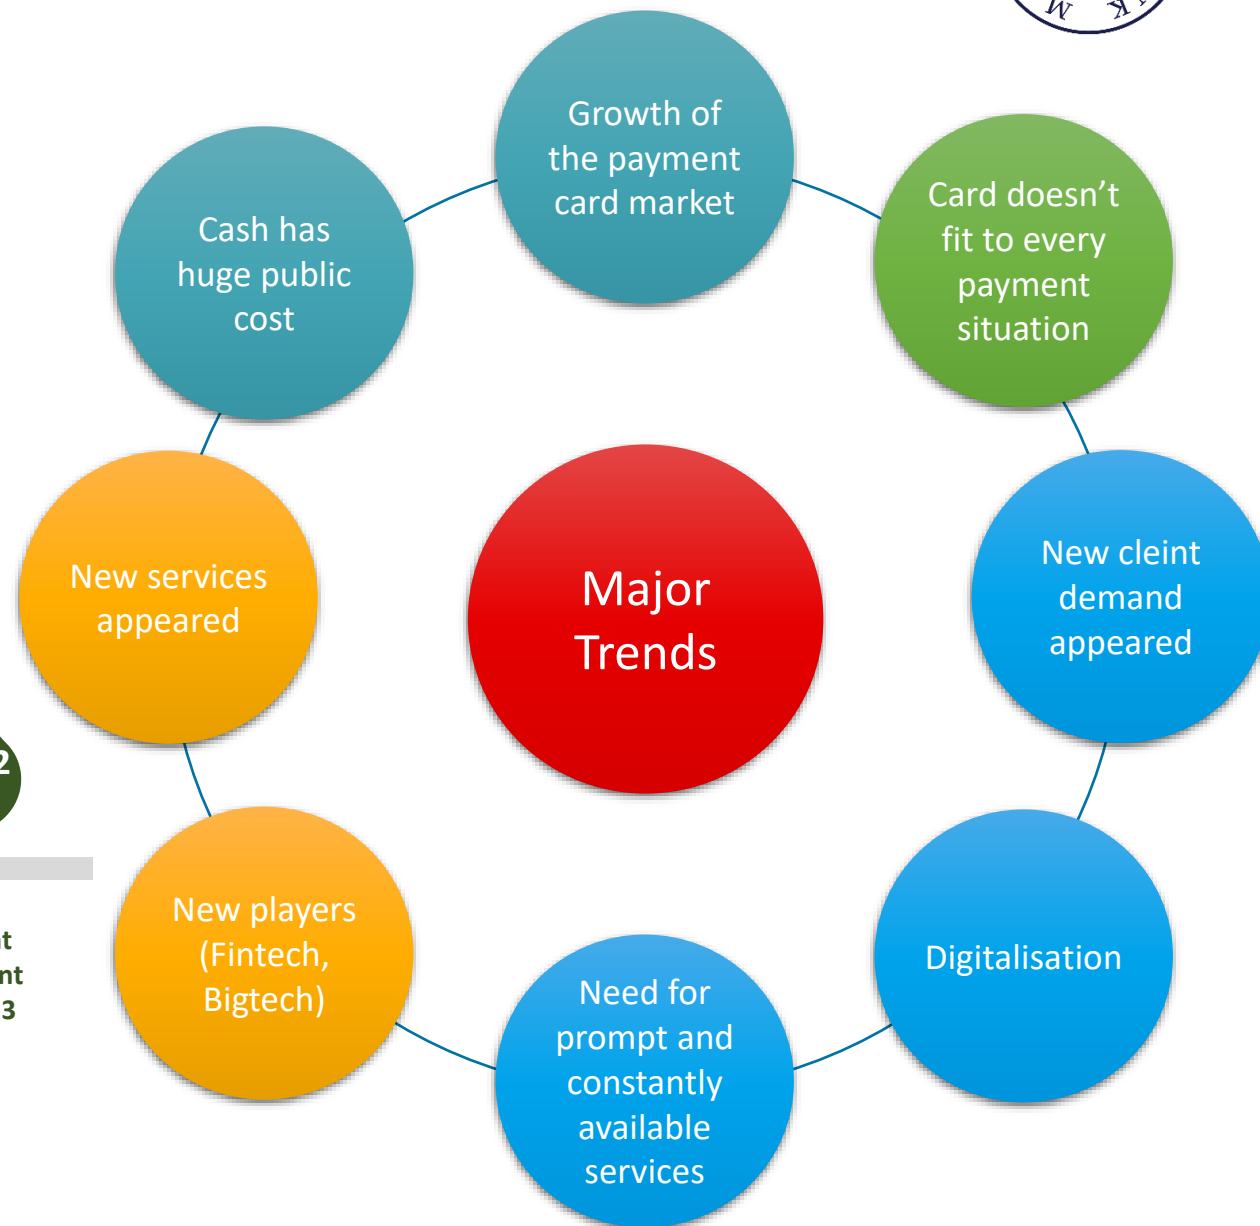 M K
Growth of
the payment
card market
Card doesn’t
fit to every
payment
situation
New cleint
demand
appeared
Digitalisation
Need for
prompt and
constantly
available
services
New players
(Fintech,
Bigtech)
New services
appeared
Cash has
huge public
cost
Major
Trends
2
3